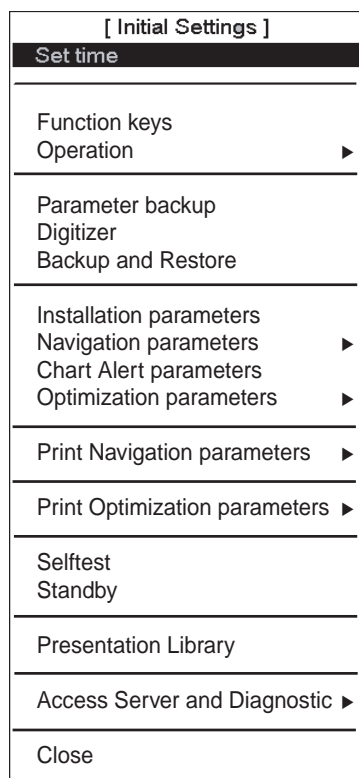 [ Initial Settings ]
Set time
Function keys
Operation ▶
Parameter backup
Digitizer
Backup and Restore
Installation parameters
Navigation parameters ▶
Chart Alert parameters
Optimization parameters ▶
Print Navigation parameters ▶
Print Optimization parameters ▶
Selftest
Standby
Presentation Library
Access Server and Diagnostic ▶
Close